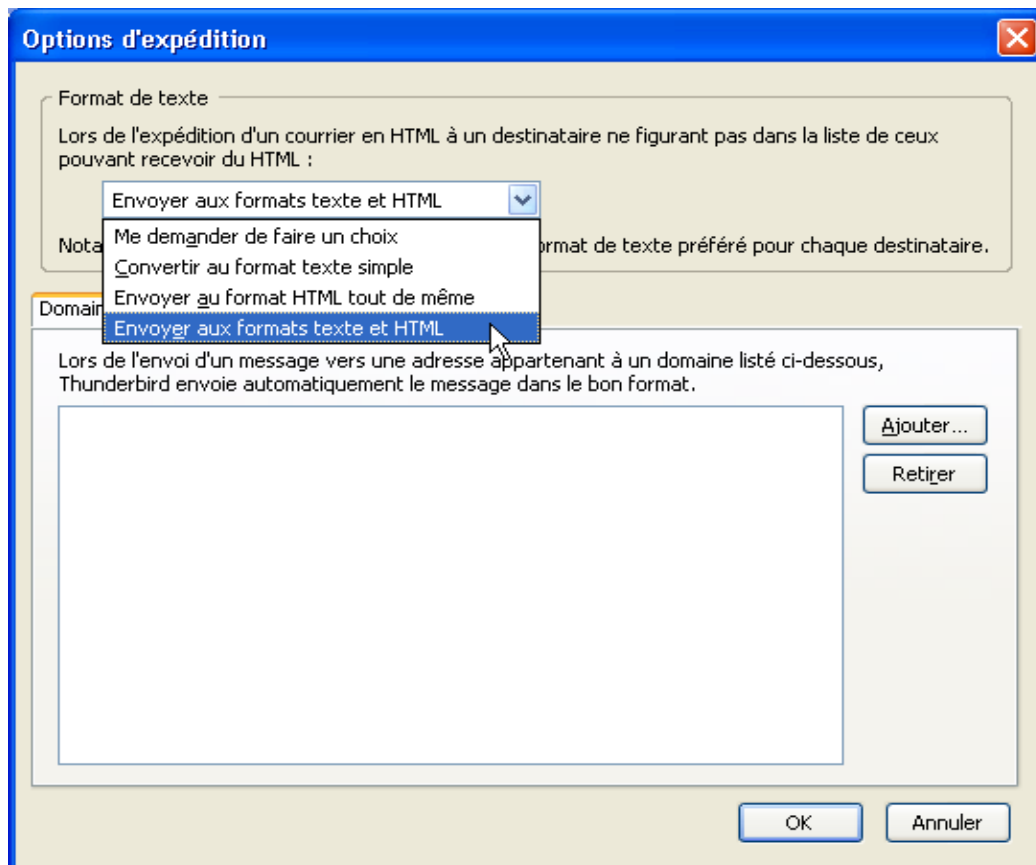 Options d'expédition
Format de texte
Lors de l'expédition d'un courrier en HTML à un destinataire ne figurant pas dans la liste de ceux
pouvant recevoir du HTML :
Envoyer aux formats texte et HTML
Me demander de faire un choix
Convertir au format texte simple
Envoyer au format HTML tout de même
Envoyer aux formats texte et HTML
Nota ormat de texte préféré pour chaque destinataire.
Domain
Lors de l'envoi d'un message vers une adresse appartenant à un domaine listé ci-dessous,
Thunderbird envoie automatiquement le message dans le bon format.
Ajouter...
Retirer
OK
Annuler